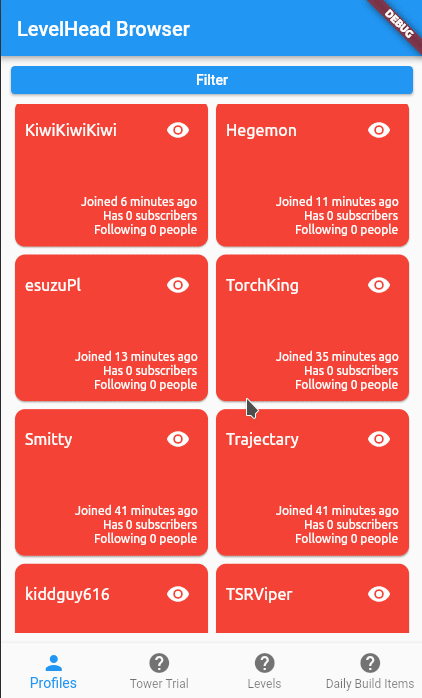 LevelHead Browser
DEBUG
Filter
KiwiKiwiKiwi
Joined 6 minutes ago
Has 0 subscribers
Following 0 people
Hegemon
Joined 11 minutes ago
Has 0 subscribers
Following 0 people
esuzuPl
Joined 13 minutes ago
Has 0 subscribers
Following 0 people
TorchKing
Joined 35 minutes ago
Has 0 subscribers
Following 0 people
Smitty
Joined 41 minutes ago
Has 0 subscribers
Following 0 people
Trajectary
Joined 41 minutes ago
Has 0 subscribers
Following 0 people
kiddguy616
TSRViper
Profiles
Tower Trial
Levels
Daily Build Items